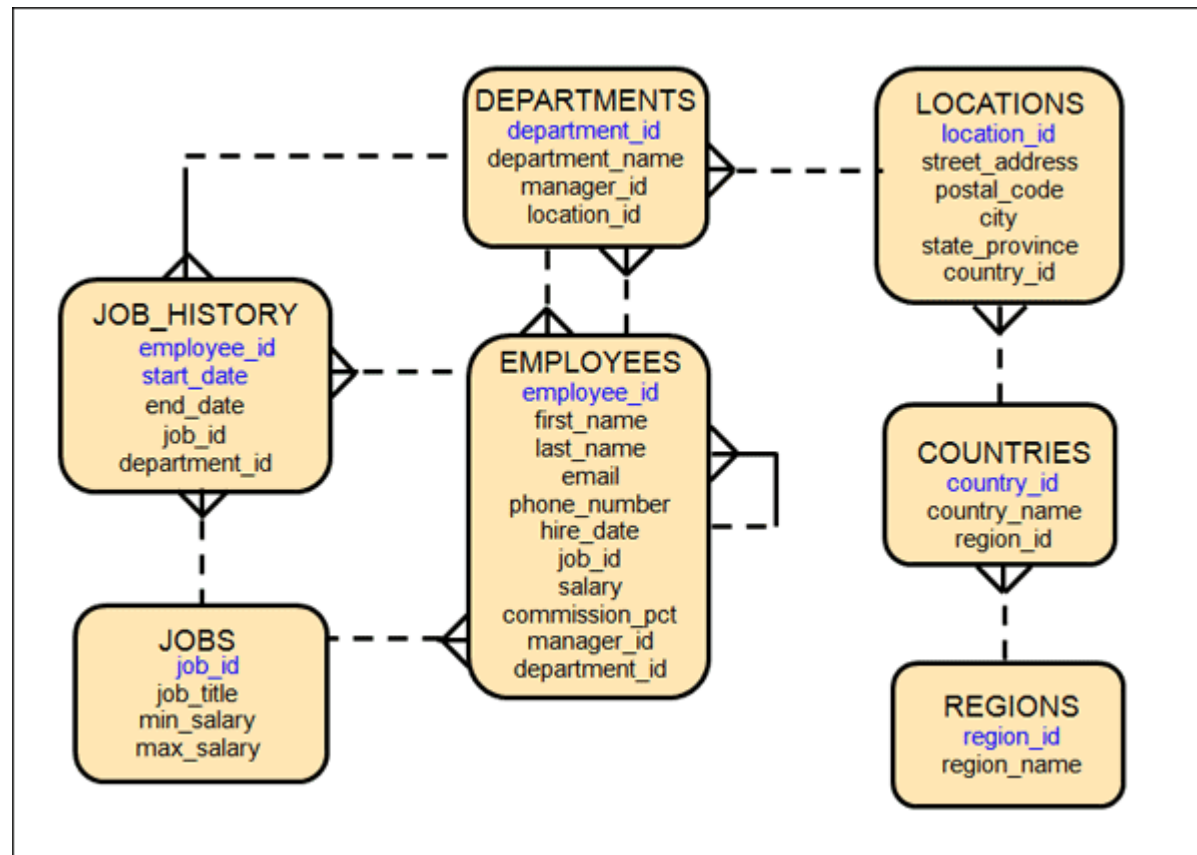 DEPARTMENTS
department_id
department_name
manager_id
location_id
LOCATIONS
location_id
street_address
postal_code
city
state_province
country_id
JOB_HISTORY
employee_id
start_date
end_date
job_id
department_id
EMPLOYEES
employee_id
first_name
last_name
email
phone_number
hire_date
job_id
salary
commission_pct
manager_id
department_id
COUNTRIES
country_id
country_name
region_id
JOBS
job_id
job_title
min_salary
max_salary
REGIONS
region_id
region_name